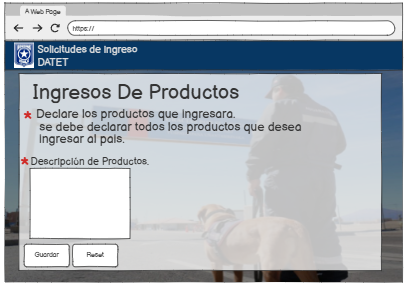 A Web Page
https://
Solicitudes de Ingreso
DATET
Ingresos De Productos
* Declare los productos que ingresara.
se debe declarar todos los productos que desea
ingresar al pais.
* Descripción de Productos.
Guardar
Reset